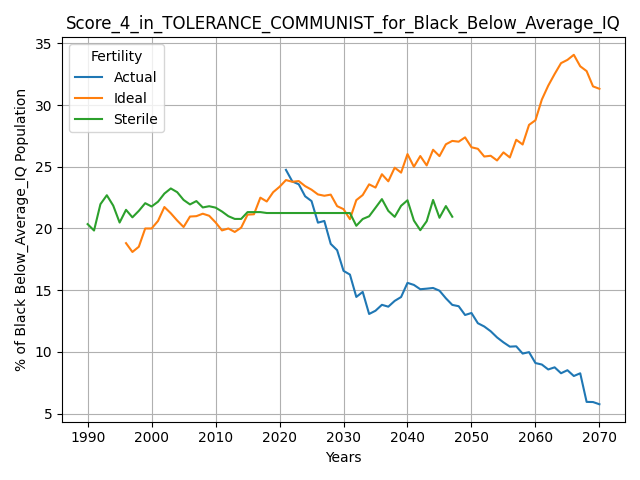 Score_4_in_TOLERANCE_COMMUNIST_for_Black_Below_Average_IQ
Fertility
Actual
Ideal
Sterile
% of Black Below_Average_IQ Population
35
30
25
20
15
10
5
1990 2000 2010 2020 2030 2040 2050 2060 2070
Years